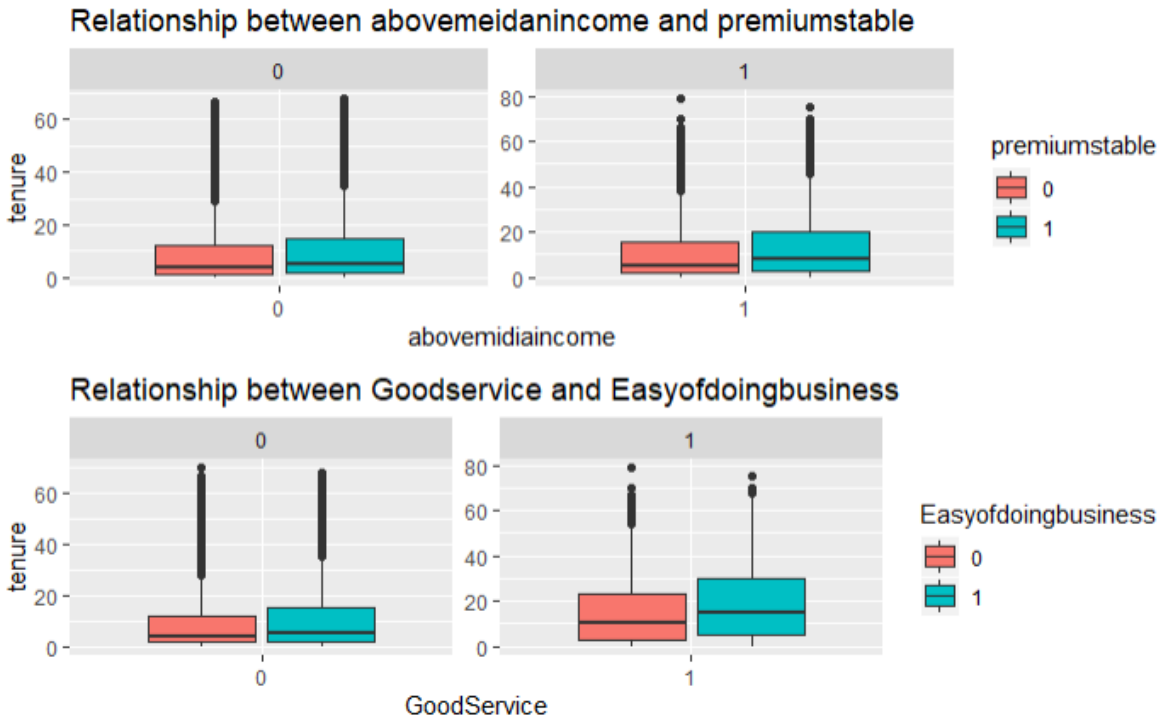 Relationship between abovemeidanincome and premiumstable
0 1
80
60 60
40 40
20 20
0 0
tenure
0 1
abovemidiaincome
premiumstable
0
1
Relationship between Goodservice and Easyofdoingbusiness
0 1
80
60 60
40 40
20 20
0 0
tenure
0 1
GoodService
Easyofdoingbusiness
0
1